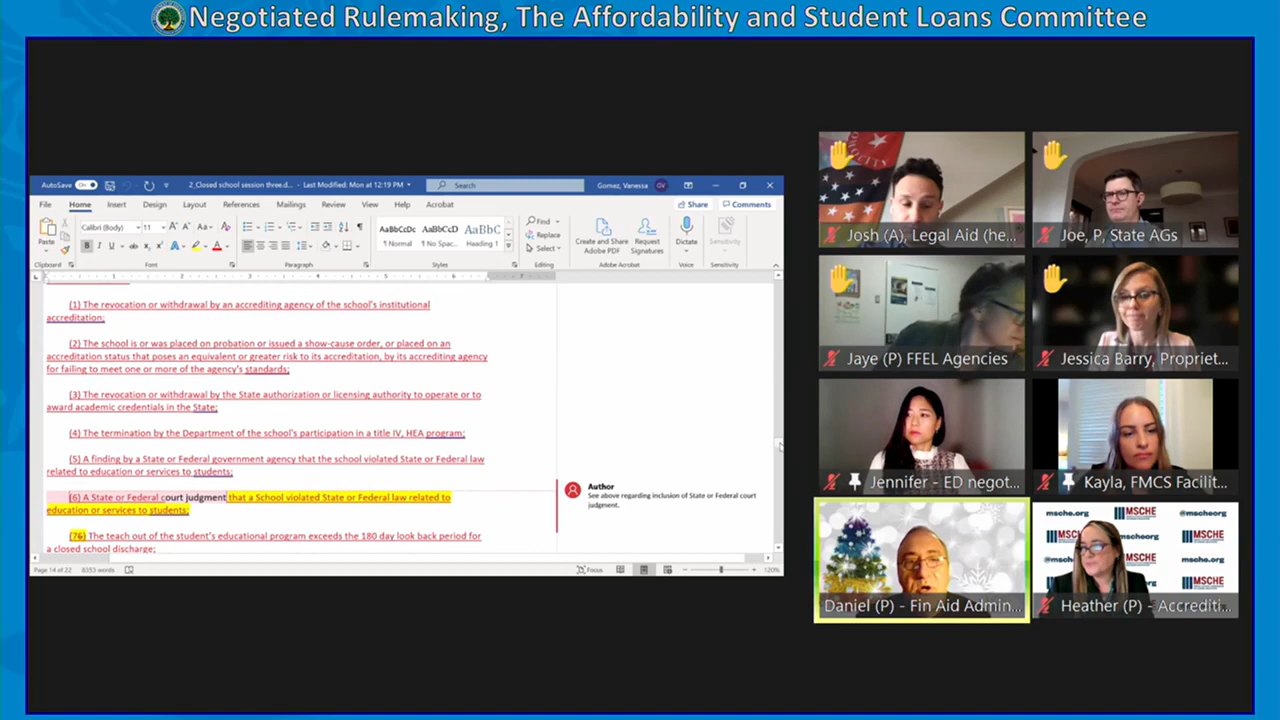 Negotiated Rulemaking, The Affordability and Student Loans Committee
AutoSave On
2_Closed school session three.d... - Last Modified: Mon at 12:19 PM
Search
Gomez, Vanessa
GV
File Home Insert Design Layout References Mailings Review View Help Acrobat
Share
Comments
Paste
Calibri (Body)
11
AaBbCcDc AaBbCcD AaBbC
¶ Normal ¶ No Spac... Heading 1
Find
Replace
Select
Create and Share
Adobe PDF
Request
Signatures
Dictate
Sensitivity
Clipboard Font Paragraph Styles Editing Adobe Acrobat Voice Sensitivity
(1) The revocation or withdrawal by an accrediting agency of the school's institutional
accreditation;
(2) The school is or was placed on probation or issued a show-cause order, or placed on an
accreditation status that poses an equivalent or greater risk to its accreditation, by its accrediting agency
for failing to meet one or more of the agency's standards;
(3) The revocation or withdrawal by the State authorization or licensing authority to operate or to
award academic credentials in the State;
(4) The termination by the Department of the school's participation in a title IV, HEA program;
(5) A finding by a State or Federal government agency that the school violated State or Federal law
related to education or services to students;
(6) A State or Federal court judgment that a School violated State or Federal law related to
education or services to students;
(76) The teach out of the student's educational program exceeds the 180 day look back period for
a closed school discharge;
Author
See above regarding inclusion of State or Federal court
judgment.
Page 14 of 22 8353 words
Focus
120%
Josh (A), Legal Aid (he...
Joe, P, State AGs
Jaye (P) FFEL Agencies
Jessica Barry, Propriet...
Jennifer - ED negot...
Kayla, FMCS Facilit...
Daniel (P) - Fin Aid Admin...
msche.org
MSCHE
@mscheorg
MSCHE
msche.org
MSCHE
Heather (P) - Accrediti...